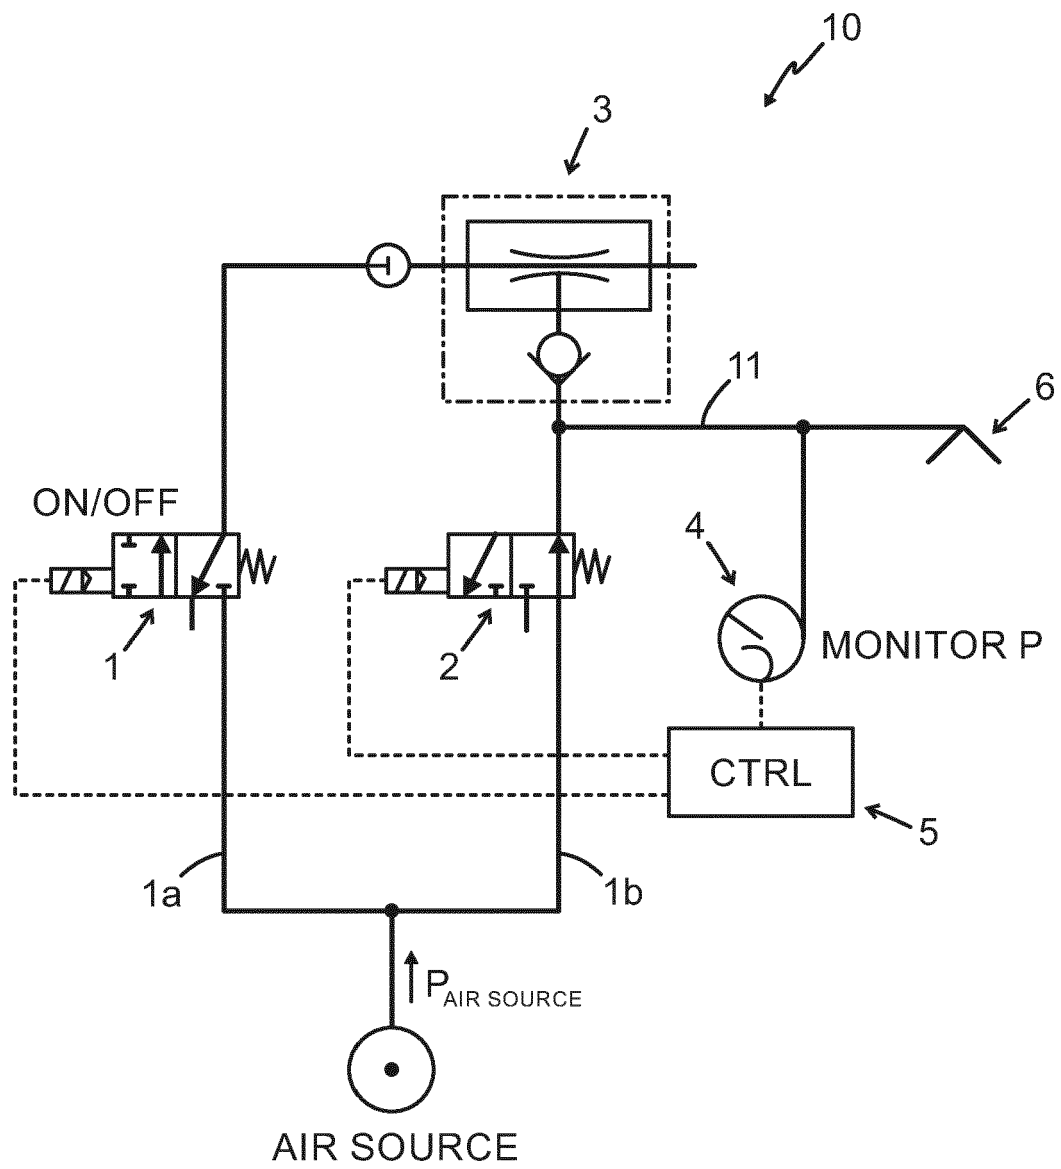 10
3
11
6
ON/OFF
4
1
2
MONITOR P
CTRL
5
1a
1b
P AIR SOURCE
AIR SOURCE